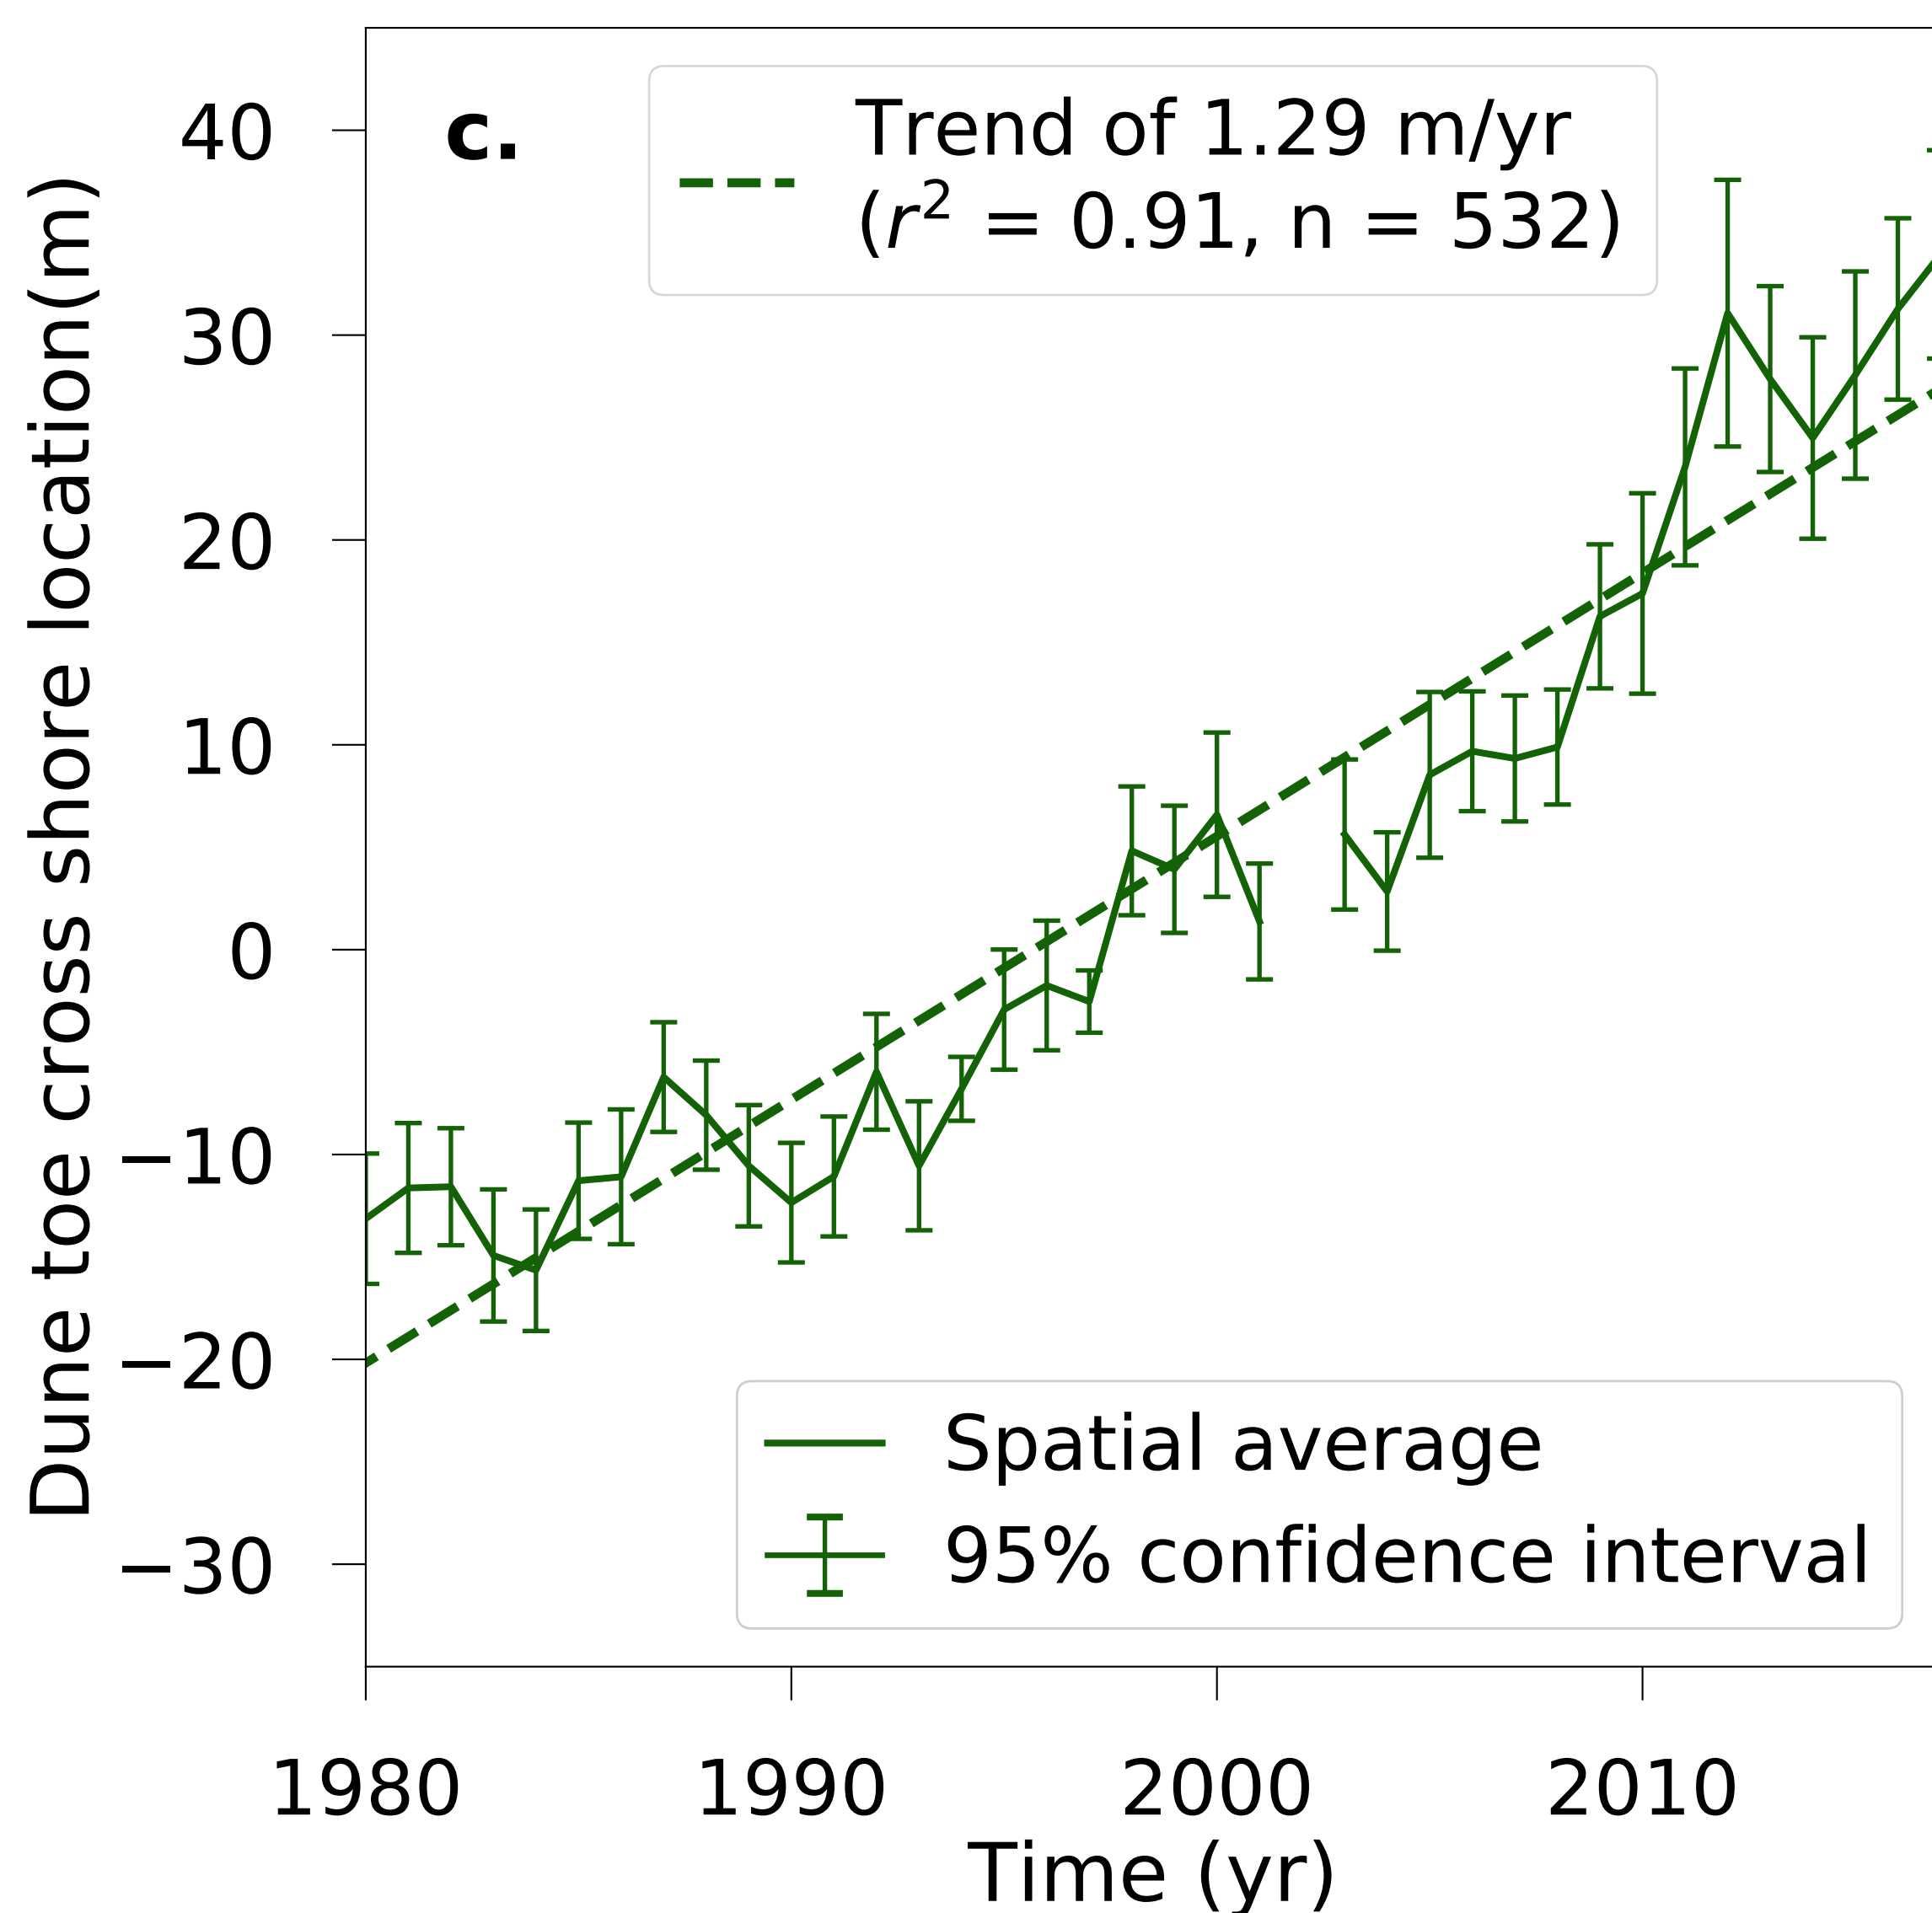 c.
Trend of 1.29 m/yr
(r² = 0.91, n = 532)
40
30
20
10
0
−10
−20
−30
Dune toe cross shore location(m)
Spatial average
95% confidence interval
1980 1990 2000 2010
Time (yr)